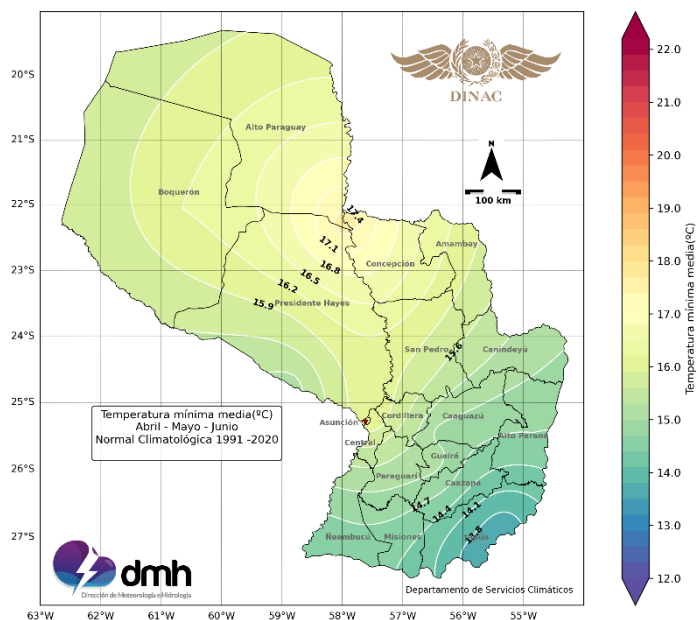 DINAC
N
100 km
20°S
21°S
22°S
23°S
24°S
25°S
26°S
27°S
63°W
62°W
61°W
60°W
59°W
58°W
57°W
56°W
55°W
Alto Paraguay
Boquerón
Amambay
Concepción
Presidente Hayes
San Pedro
Canindeyú
Asunción
Cordillera
Caaguazú
Central
Alto Paraná
Guairá
Paraguarí
Caazapá
Ñeembucú
Misiones
17.4
17.1
16.8
16.5
16.2
15.9
15.6
14.7
14.4
14.1
13.8
Temperatura mínima media(ºC)
Abril - Mayo - Junio
Normal Climatológica 1991 -2020
dmh
Dirección de Meteorología e Hidrología
Departamento de Servicios Climáticos
22.0
21.0
20.0
19.0
18.0
17.0
16.0
15.0
14.0
13.0
12.0
Temperatura mínima media(ºC)